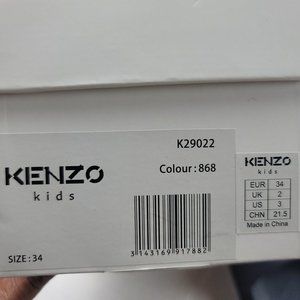 K29022
Colour : 868
KENZO
kids
SIZE : 34
3 143169 917882
KENZO
kids
EUR 34
UK 2
US 3
CHN 21.5
Made in China